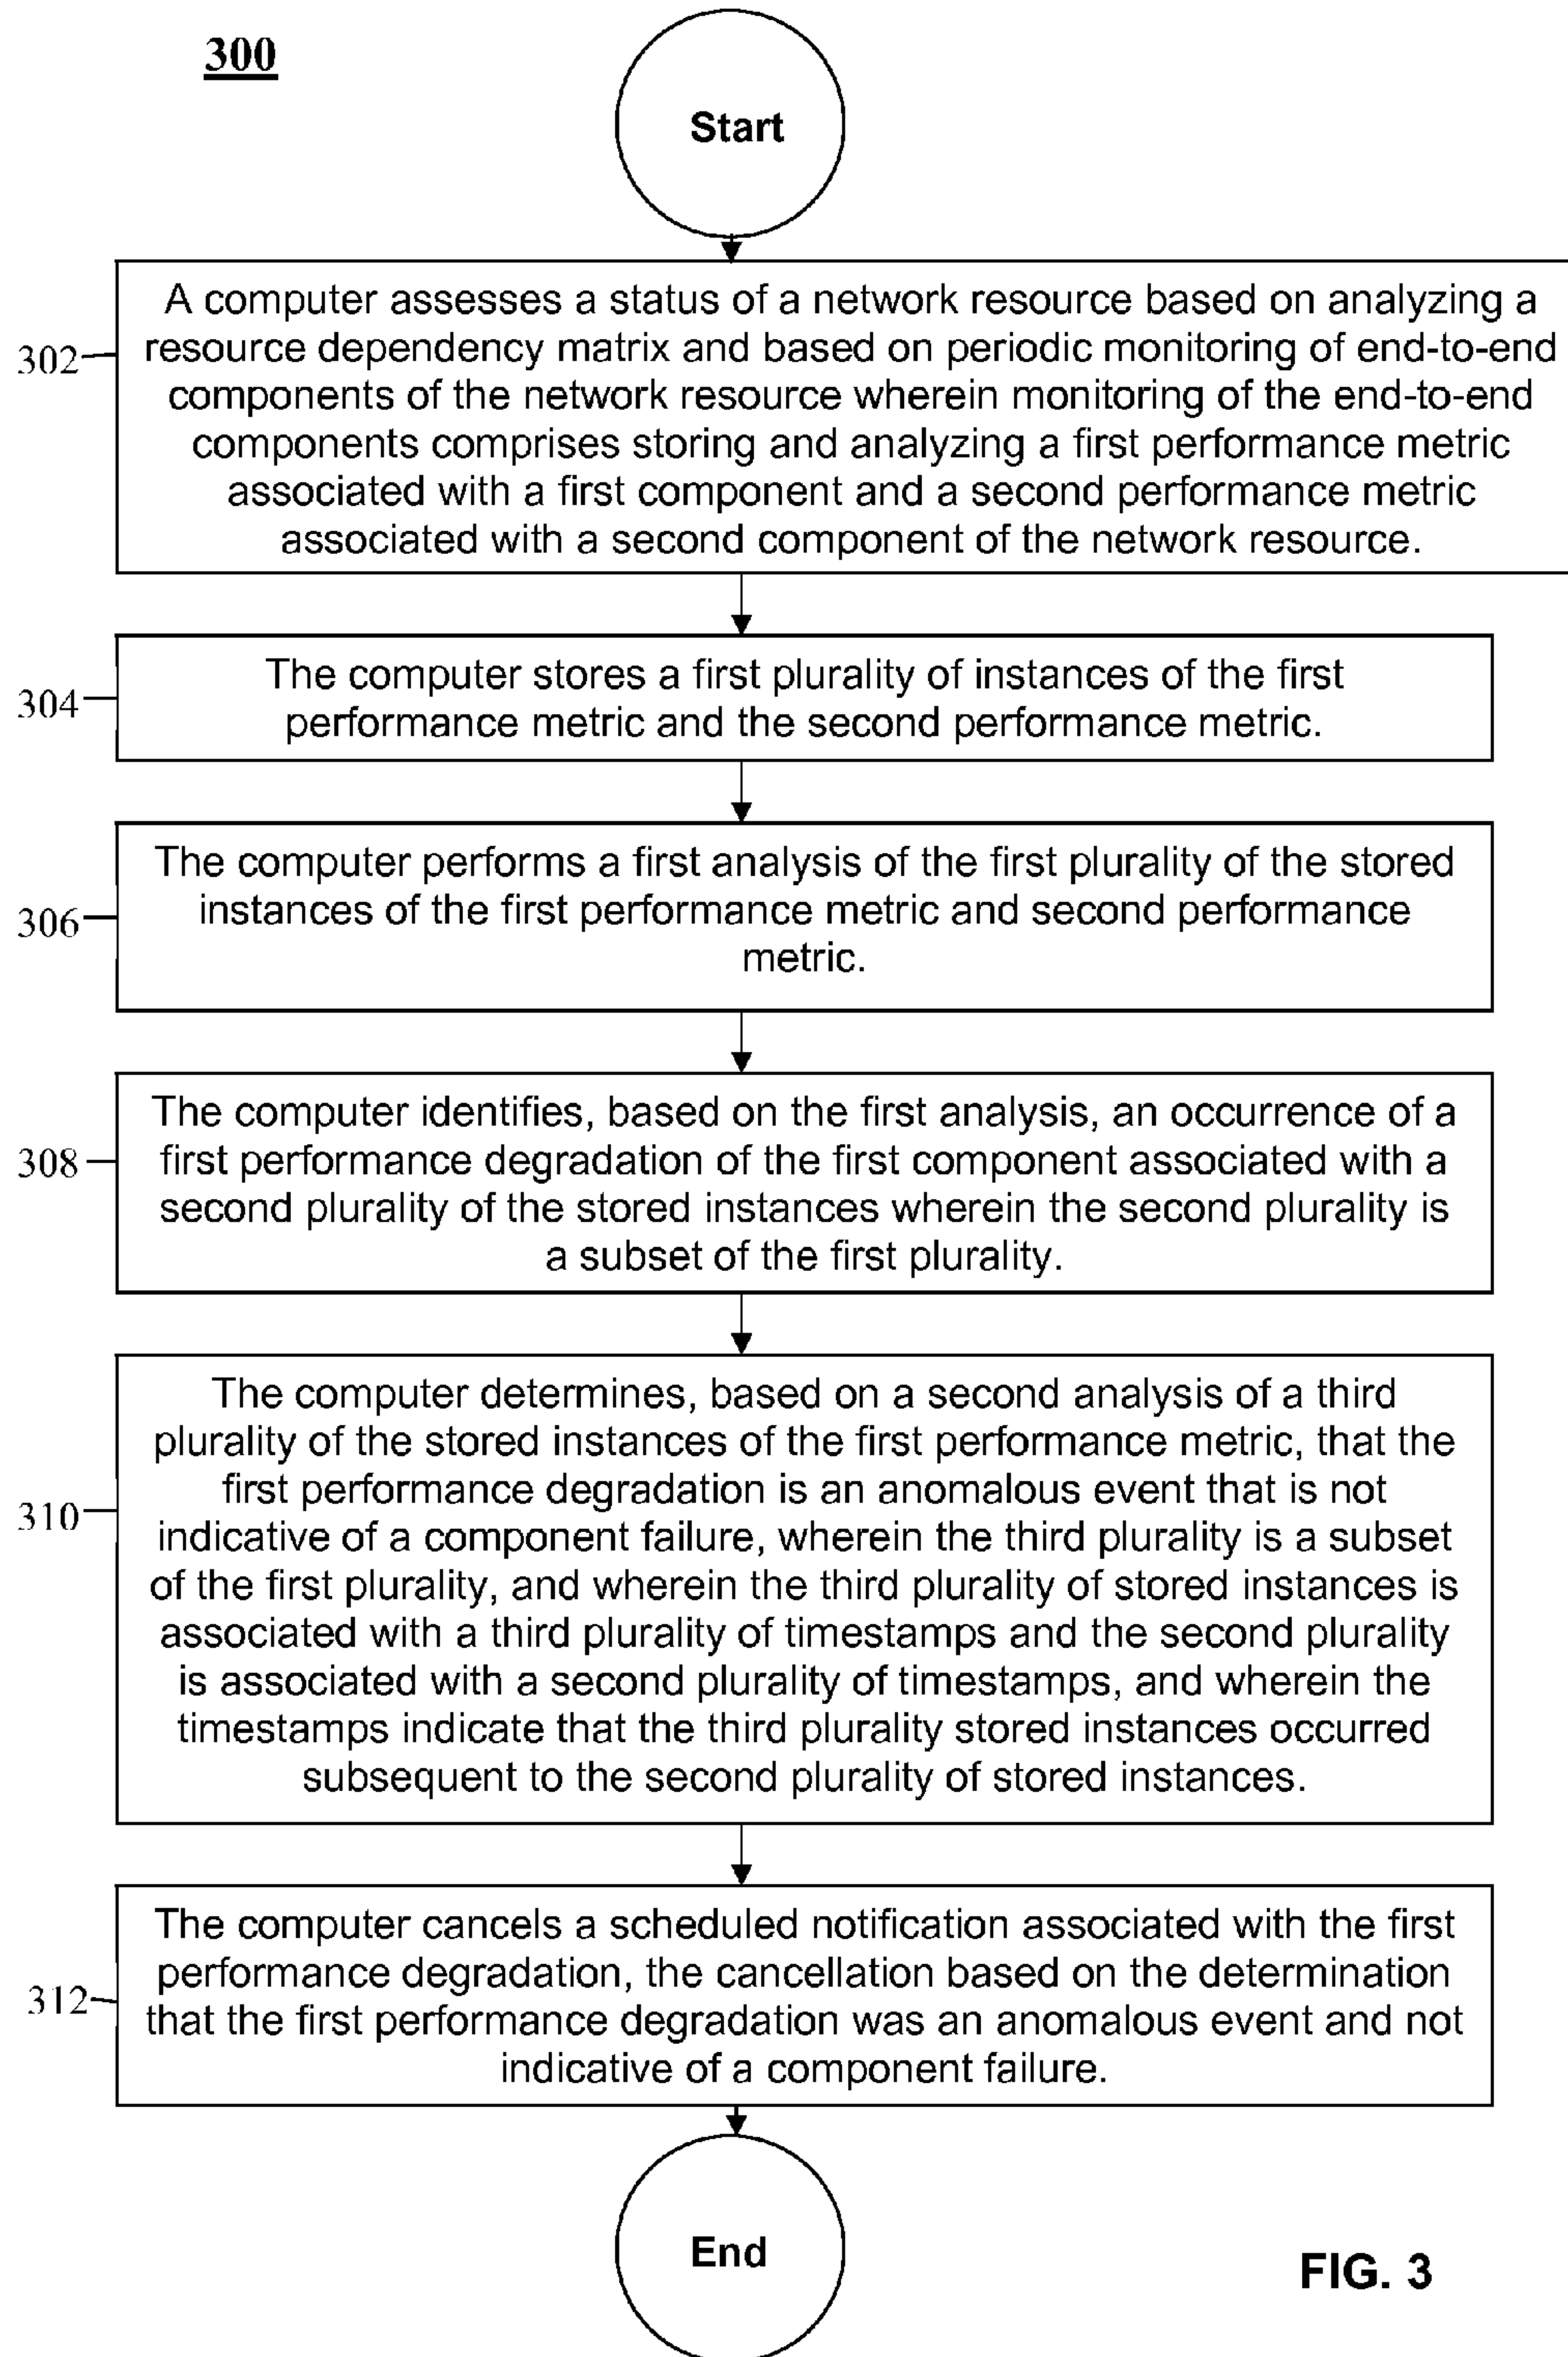 300
Start
302
A computer assesses a status of a network resource based on analyzing a
resource dependency matrix and based on periodic monitoring of end-to-end
components of the network resource wherein monitoring of the end-to-end
components comprises storing and analyzing a first performance metric
associated with a first component and a second performance metric
associated with a second component of the network resource.
304
The computer stores a first plurality of instances of the first
performance metric and the second performance metric.
306
The computer performs a first analysis of the first plurality of the stored
instances of the first performance metric and second performance
metric.
308
The computer identifies, based on the first analysis, an occurrence of a
first performance degradation of the first component associated with a
second plurality of the stored instances wherein the second plurality is
a subset of the first plurality.
310
The computer determines, based on a second analysis of a third
plurality of the stored instances of the first performance metric, that the
first performance degradation is an anomalous event that is not
indicative of a component failure, wherein the third plurality is a subset
of the first plurality, and wherein the third plurality of stored instances is
associated with a third plurality of timestamps and the second plurality
is associated with a second plurality of timestamps, and wherein the
timestamps indicate that the third plurality stored instances occurred
subsequent to the second plurality of stored instances.
312
The computer cancels a scheduled notification associated with the first
performance degradation, the cancellation based on the determination
that the first performance degradation was an anomalous event and not
indicative of a component failure.
End
FIG. 3